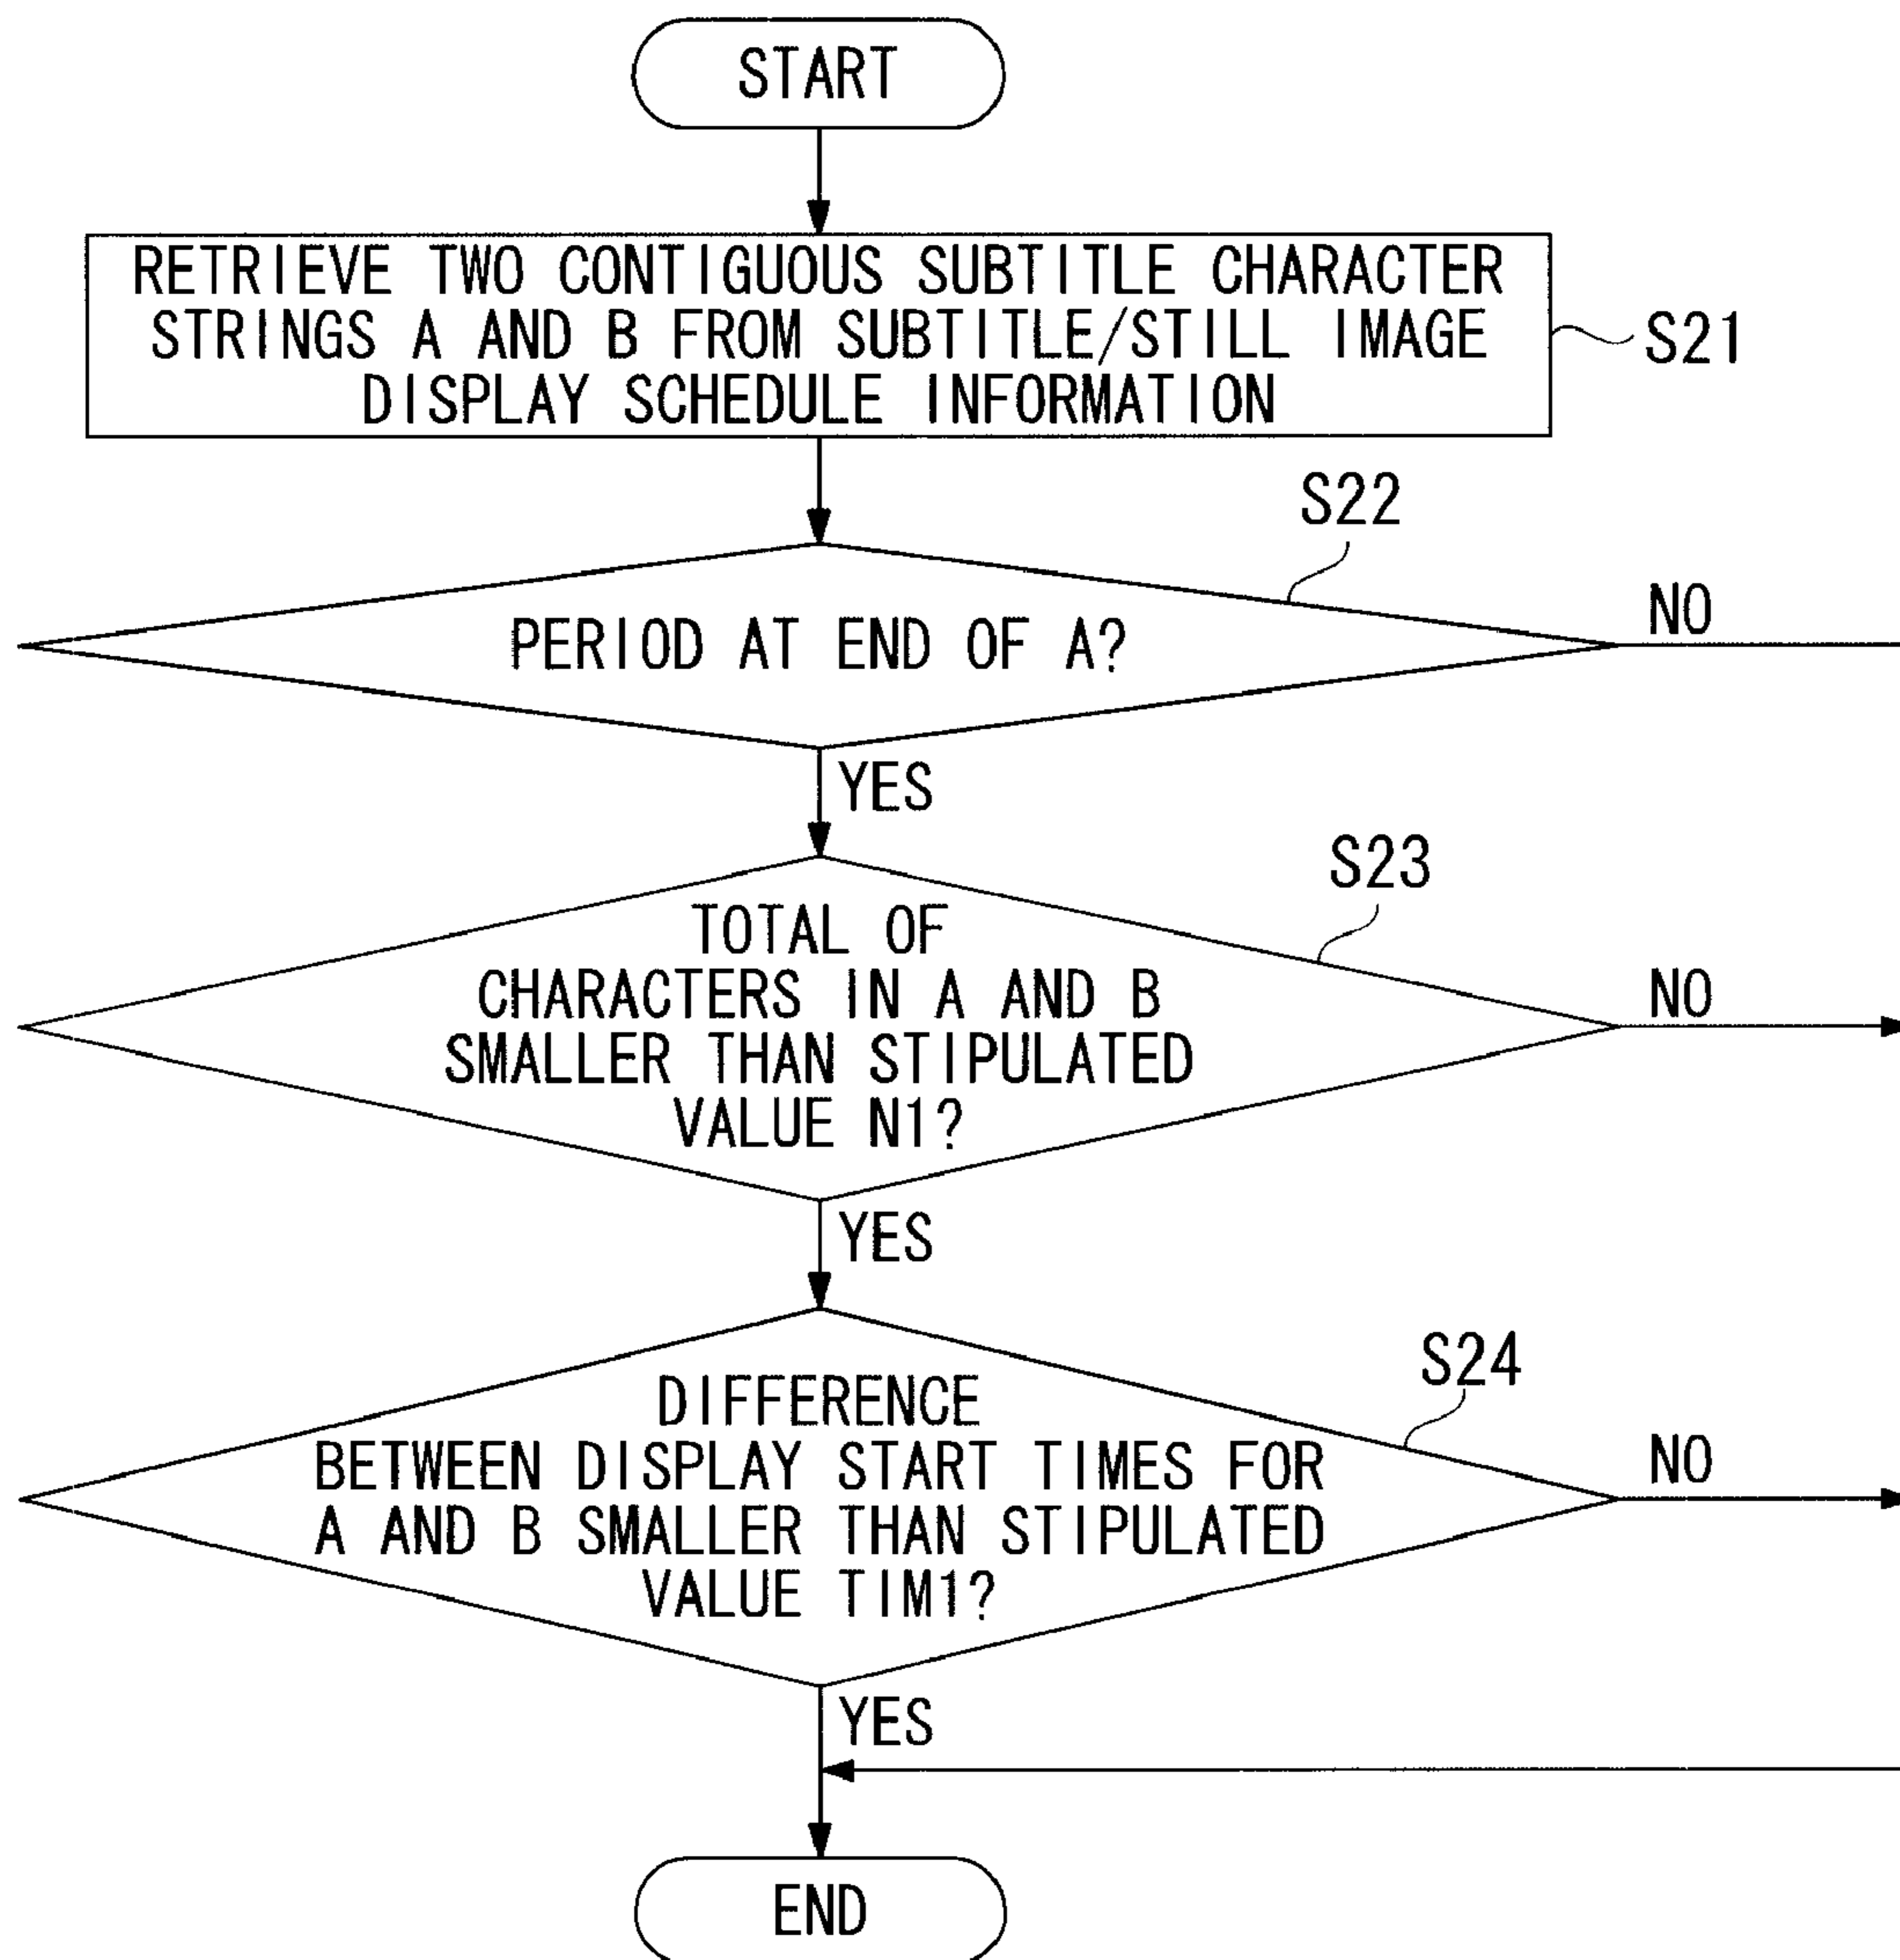 START
RETRIEVE TWO CONTIGUOUS SUBTITLE CHARACTER
STRINGS A AND B FROM SUBTITLE/STILL IMAGE
DISPLAY SCHEDULE INFORMATION
S21
S22
PERIOD AT END OF A?
NO
YES
S23
TOTAL OF
CHARACTERS IN A AND B
SMALLER THAN STIPULATED
VALUE N1?
NO
YES
S24
DIFFERENCE
BETWEEN DISPLAY START TIMES FOR
A AND B SMALLER THAN STIPULATED
VALUE TIM1?
NO
YES
END